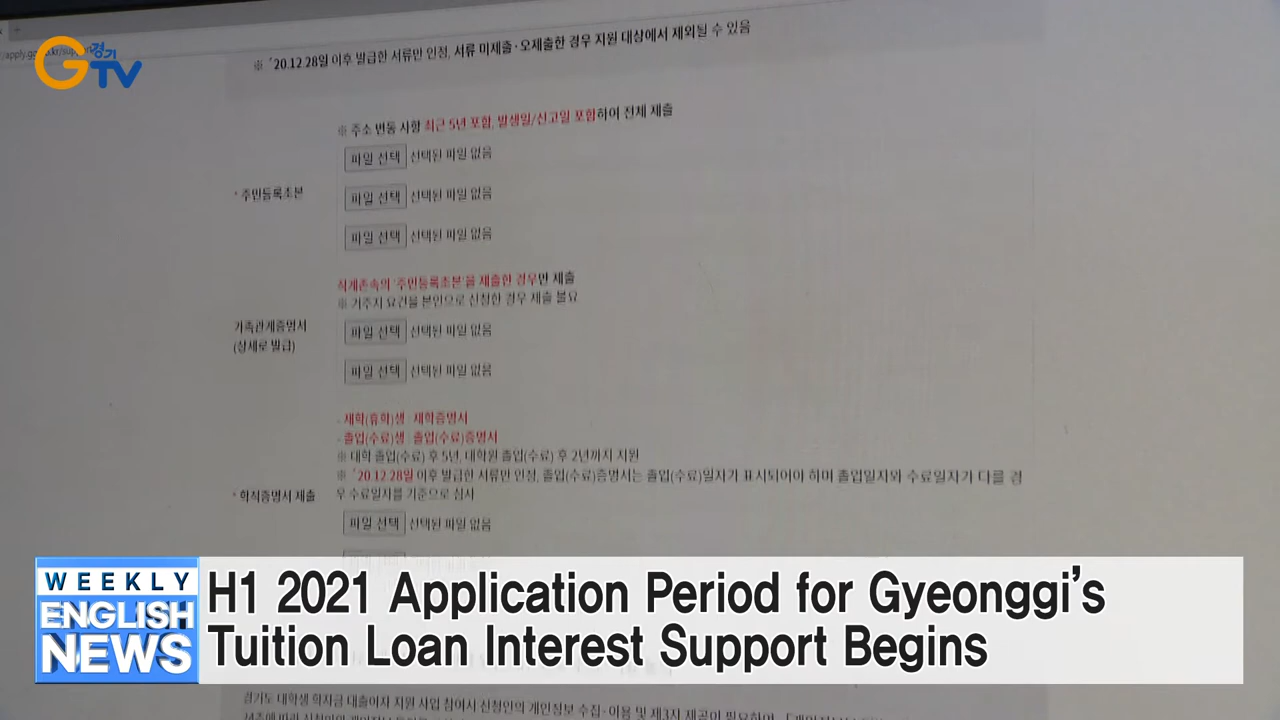 경기
GTV
※ ´20.12.28일 이후 발급한 서류만 인정, 서류 미제출·오제출한 경우 지원 대상에서 제외될 수 있음
※ 주소 변동 사항 최근 5년 포함, 발생일/신고일 포함하여 전체 제출
파일 선택 선택된 파일 없음
* 주민등록초본
파일 선택 선택된 파일 없음
파일 선택 선택된 파일 없음
직계존속의 '주민등록초본'을 제출한 경우만 제출
※ 거주지 요건을 본인으로 신청한 경우 제출 불요
가족관계증명서
(상세로 발급)
파일 선택 선택된 파일 없음
파일 선택 선택된 파일 없음
- 재학(휴학)생 : 재학증명서
- 졸업(수료)생 : 졸업(수료)증명서
※ 대학 졸업(수료) 후 5년, 대학원 졸업(수료) 후 2년까지 지원
※ ´20.12.28일 이후 발급한 서류만 인정, 졸업(수료)증명서는 졸업(수료)일자가 표시되어야 하며 졸업일자와 수료일자가 다를 경
우 수료일자를 기준으로 심사
* 학적증명서 제출
파일 선택 선택된 파일 없음
WEEKLY
ENGLISH
NEWS
H1 2021 Application Period for Gyeonggi's
Tuition Loan Interest Support Begins
경기도 대학생 학자금 대출이자 지원 사업 참여서 신청인의 개인정보 수집·이용 및 제3자 제공이 필요하며,